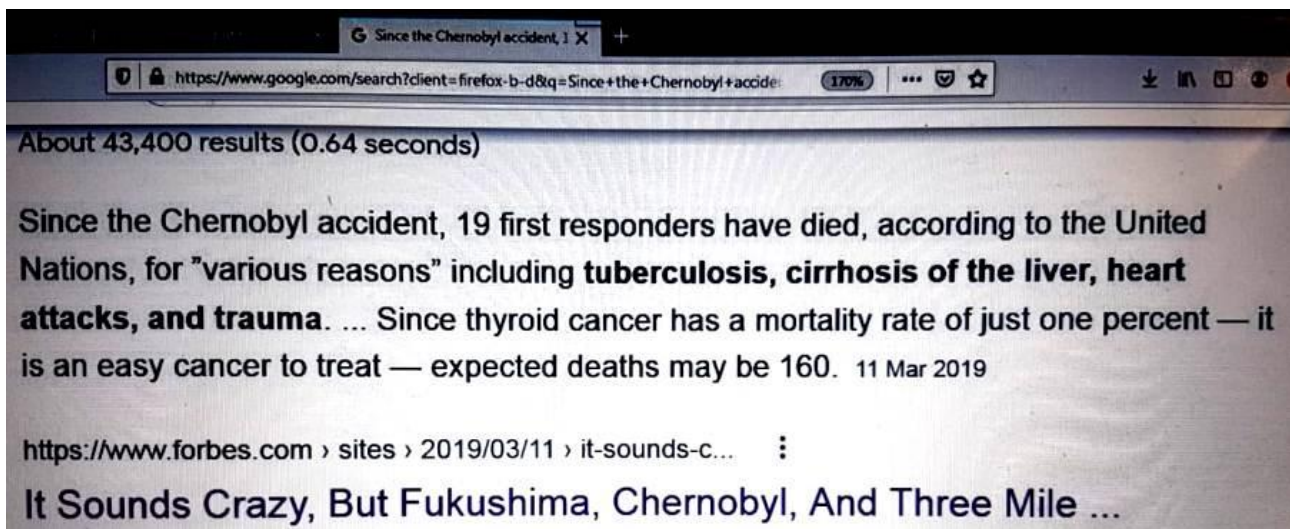 G Since the Chernobyl accident, 1 X +
https://www.google.com/search?client=firefox-b-d&q=Since+the+Chernobyl+accide 170% ...
About 43,400 results (0.64 seconds)
Since the Chernobyl accident, 19 first responders have died, according to the United
Nations, for "various reasons" including tuberculosis, cirrhosis of the liver, heart
attacks, and trauma. ... Since thyroid cancer has a mortality rate of just one percent — it
is an easy cancer to treat — expected deaths may be 160. 11 Mar 2019
https://www.forbes.com › sites › 2019/03/11 › it-sounds-c...
It Sounds Crazy, But Fukushima, Chernobyl, And Three Mile ...